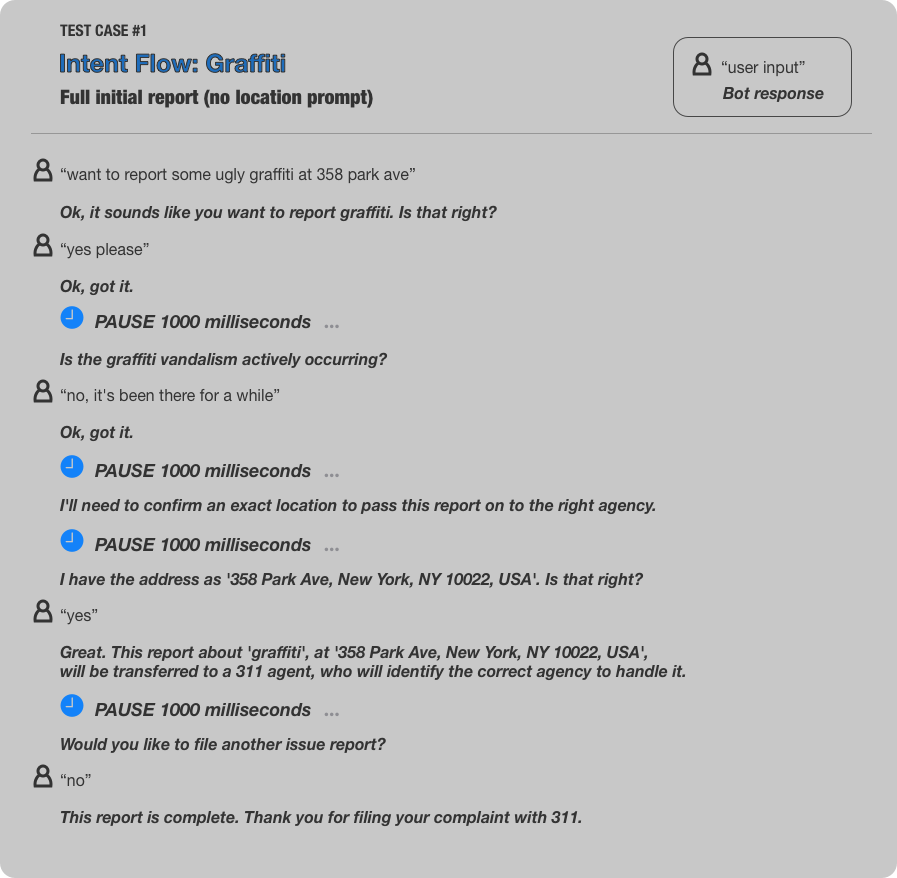 TEST CASE #1
Intent Flow: Graffiti
Full initial report (no location prompt)
“user input”
Bot response
“want to report some ugly graffiti at 358 park ave”
Ok, it sounds like you want to report graffiti. Is that right?
“yes please”
Ok, got it.
PAUSE 1000 milliseconds ...
Is the graffiti vandalism actively occurring?
“no, it's been there for a while”
Ok, got it.
PAUSE 1000 milliseconds ...
I'll need to confirm an exact location to pass this report on to the right agency.
PAUSE 1000 milliseconds ...
I have the address as '358 Park Ave, New York, NY 10022, USA'. Is that right?
“yes”
Great. This report about 'graffiti', at '358 Park Ave, New York, NY 10022, USA',
will be transferred to a 311 agent, who will identify the correct agency to handle it.
PAUSE 1000 milliseconds ...
Would you like to file another issue report?
“no”
This report is complete. Thank you for filing your complaint with 311.